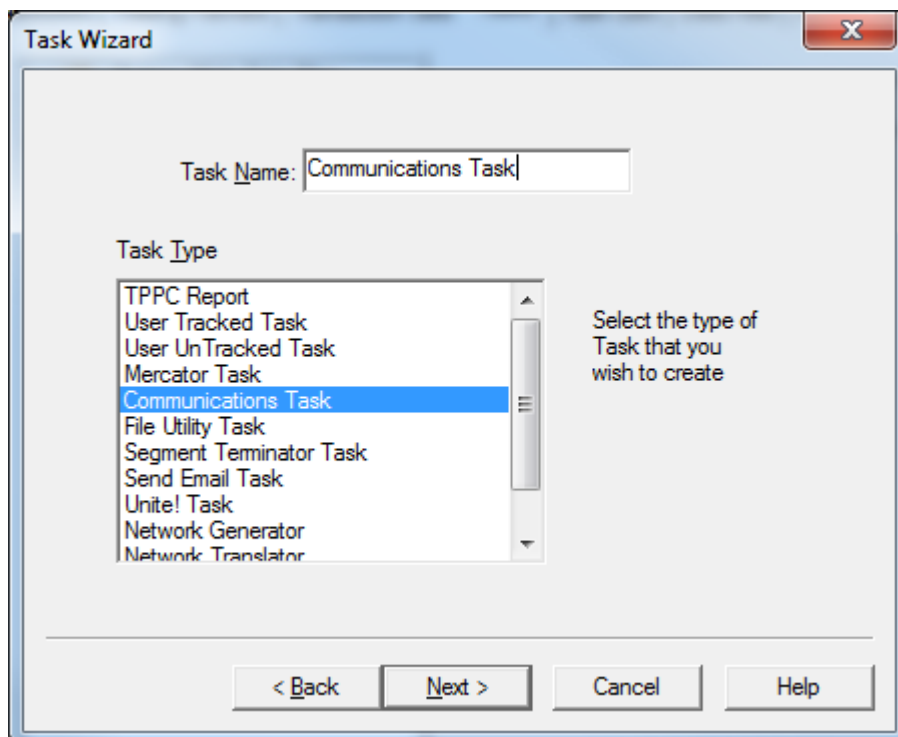 Task Wizard
Task Name: Communications Task
Task Type
TPPC Report
User Tracked Task
User UnTracked Task
Mercator Task
Communications Task
File Utility Task
Segment Terminator Task
Send Email Task
Unite! Task
Network Generator
Network Translator
Select the type of
Task that you
wish to create
< Back
Next >
Cancel
Help